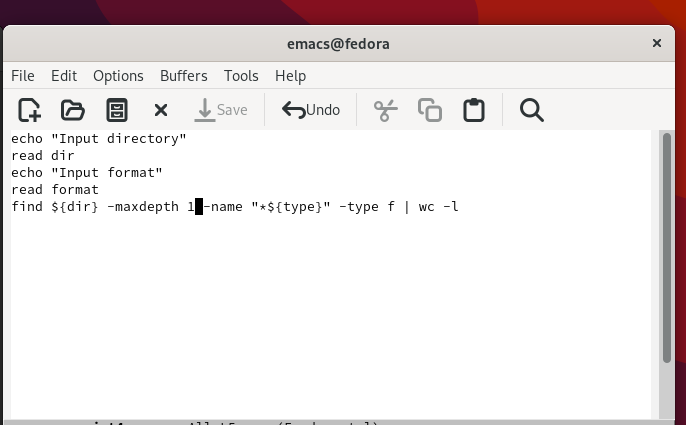 emacs@fedora
File Edit Options Buffers Tools Help
Save Undo
echo "Input directory"
read dir
echo "Input format"
read format
find ${dir} -maxdepth 1 -name "*${type}" -type f | wc -l